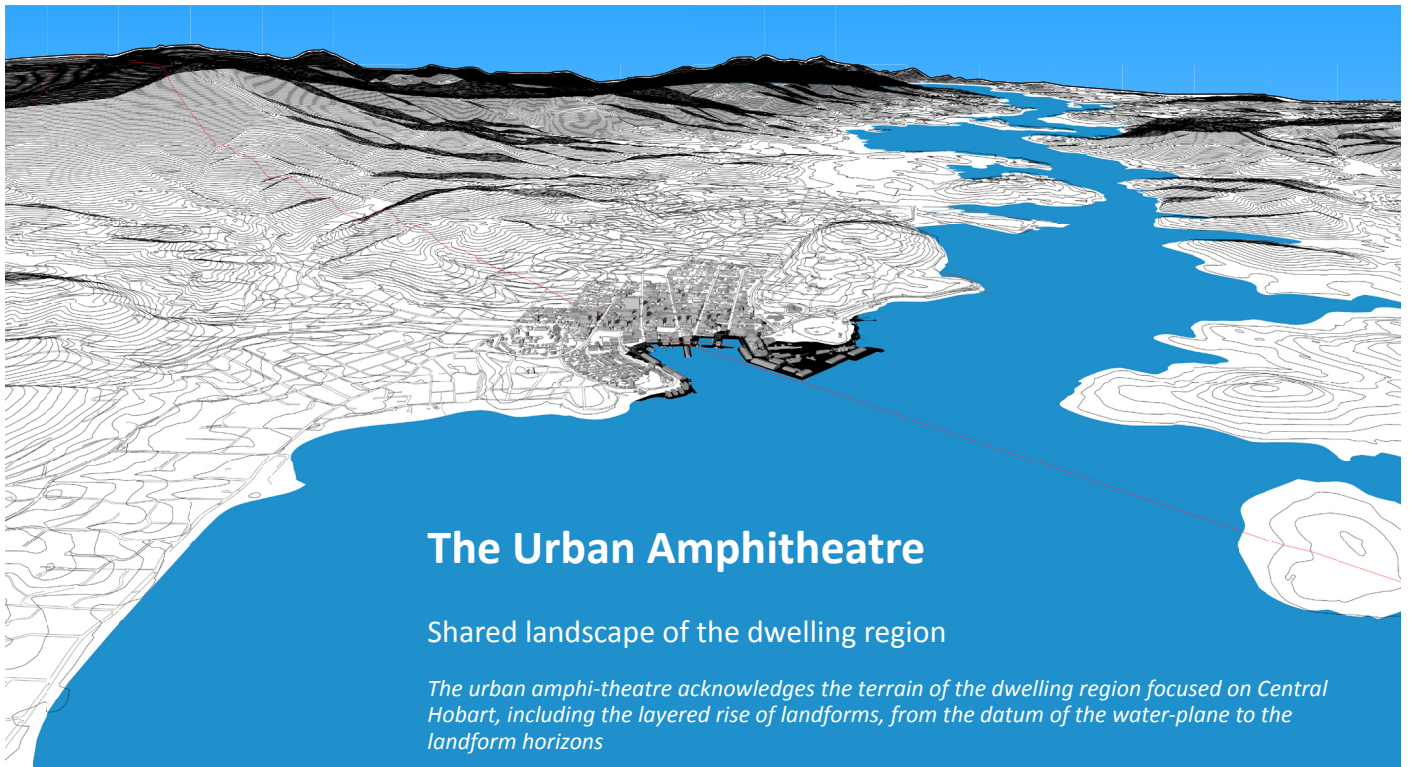 The Urban Amphitheatre
Shared landscape of the dwelling region
The urban amphi-theatre acknowledges the terrain of the dwelling region focused on Central
Hobart, including the layered rise of landforms, from the datum of the water-plane to the
landform horizons